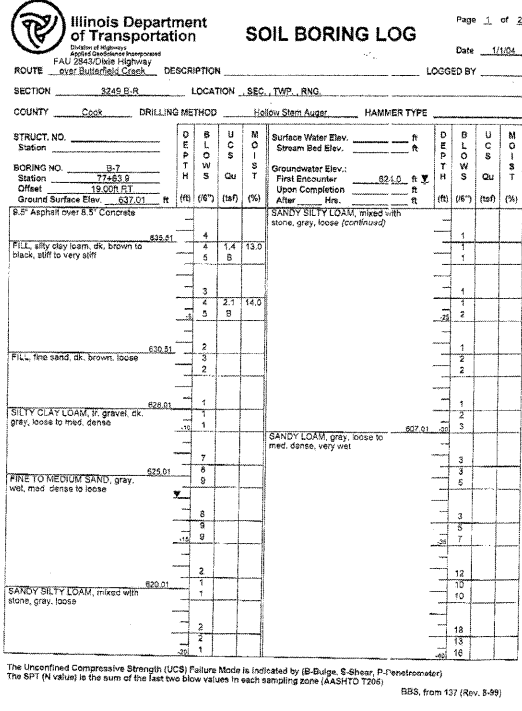 Illinois Department
of Transportation
Division of Highways
Applied GeoScience Incorporated
SOIL BORING LOG
Page 1 of 2
Date 1/1/04
FAU 2843/Dixie Highway
ROUTE over Butterfield Creek DESCRIPTION LOGGED BY
SECTION 3249 B-R LOCATION , SEC. , TWP. , RNG.
COUNTY Cook DRILLING METHOD Hollow Stem Auger HAMMER TYPE
STRUCT. NO.
Station
BORING NO. B-7
Station 77+63.9
Offset 19.00ft RT
Ground Surface Elev. 637.01 ft
DEPTH (ft)
BLOWS (/6")
UCS Qu (tsf)
MOIST (%)
Surface Water Elev. ft
Stream Bed Elev. ft
Groundwater Elev.:
First Encounter 624.0 ft ▼
Upon Completion ft
After Hrs. ft
DEPTH (ft)
BLOWS (/6")
UCS Qu (tsf)
MOIST (%)
9.5" Asphalt over 8.5" Concrete
635.51
4
FILL, silty clay loam, dk, brown to
black, stiff to very stiff
4 1.4 13.0
5 B
3
4 2.1 14.0
-5 5 B
630.51
2
FILL, fine sand, dk. brown, loose
3
2
628.01
1
SILTY CLAY LOAM, tr. gravel, dk.
gray, loose to med. dense
1
-10 1
7
625.01
8
FINE TO MEDIUM SAND, gray,
wet, med. dense to loose
9
▼
8
9
-15 9
2
620.01
1
SANDY SILTY LOAM, mixed with
stone, gray, loose
1
2
2
-20 1
SANDY SILTY LOAM, mixed with
stone, gray, loose (continued)
1
1
1
1
1
-25 2
1
2
2
1
2
607.01 -30 3
SANDY LOAM, gray, loose to
med. dense, very wet
3
3
5
3
5
-35 7
12
10
10
18
13
-40 16
The Unconfined Compressive Strength (UCS) Failure Mode is indicated by (B-Bulge, S-Shear, P-Penetrometer)
The SPT (N value) is the sum of the last two blow values in each sampling zone (AASHTO T206)
BBS, from 137 (Rev. 8-99)